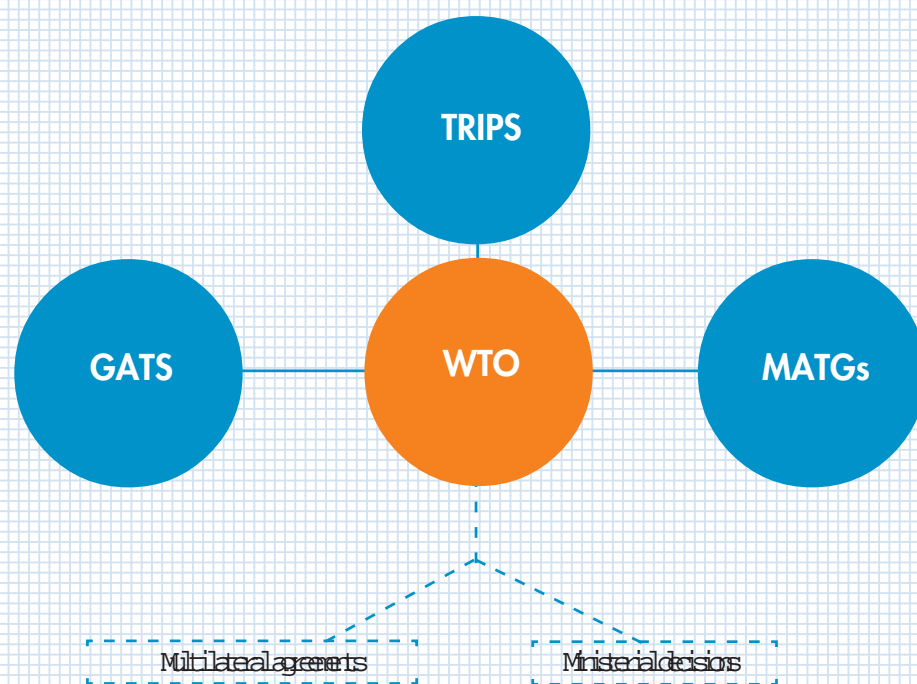 TRIPS
GATS
WTO
MATGs
Multilateral agreements
Ministerial decisions